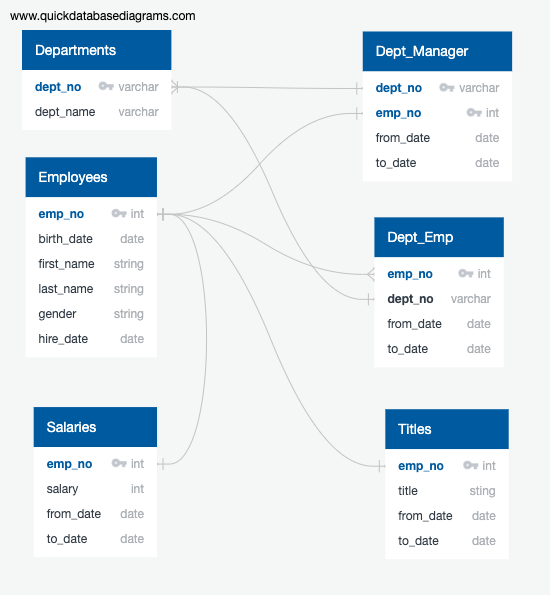 www.quickdatabasediagrams.com
Departments
dept_no varchar
dept_name varchar
Employees
emp_no int
birth_date date
first_name string
last_name string
gender string
hire_date date
Salaries
emp_no int
salary int
from_date date
to_date date
Dept_Manager
dept_no varchar
emp_no int
from_date date
to_date date
Dept_Emp
emp_no int
dept_no varchar
from_date date
to_date date
Titles
emp_no int
title sting
from_date date
to_date date